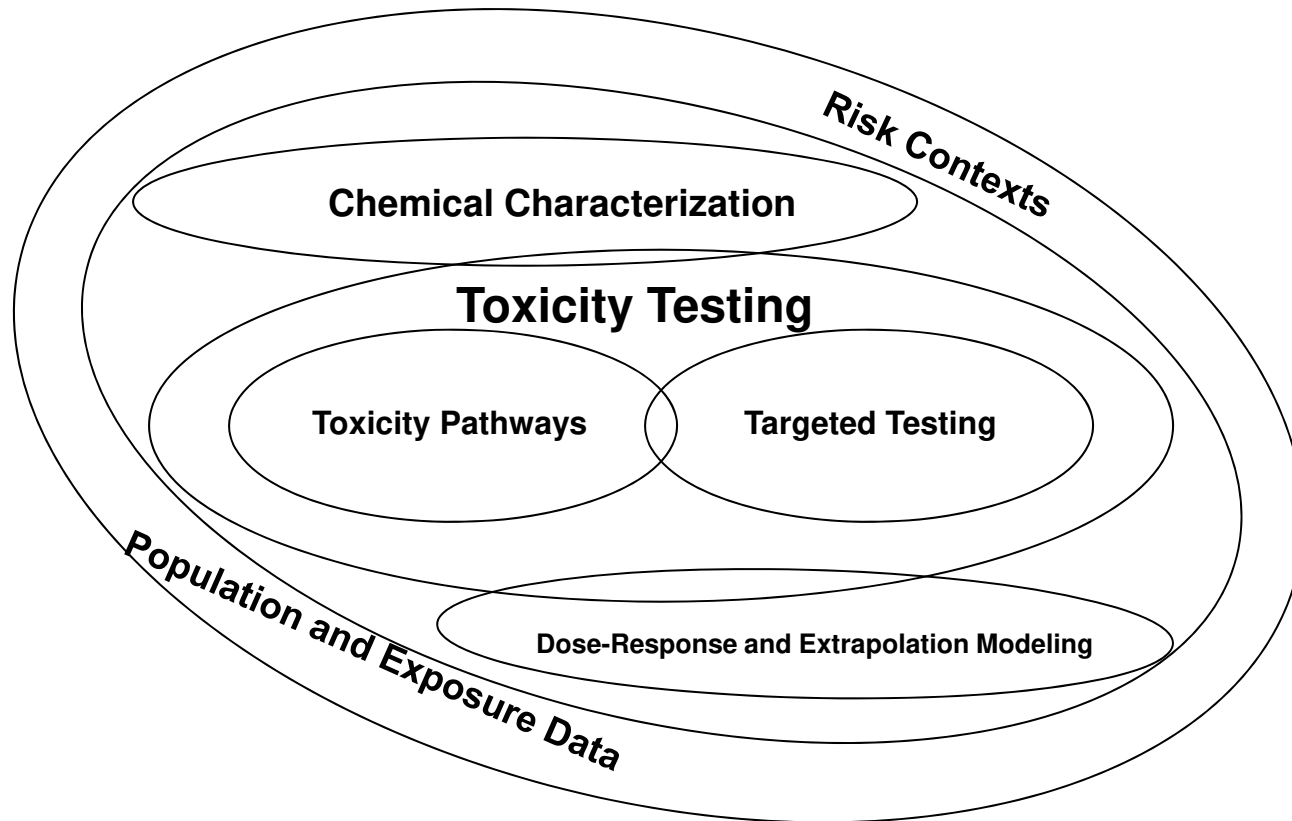 Risk Contexts
Chemical Characterization
Toxicity Testing
Toxicity Pathways
Targeted Testing
Population and Exposure Data
Dose-Response and Extrapolation Modeling